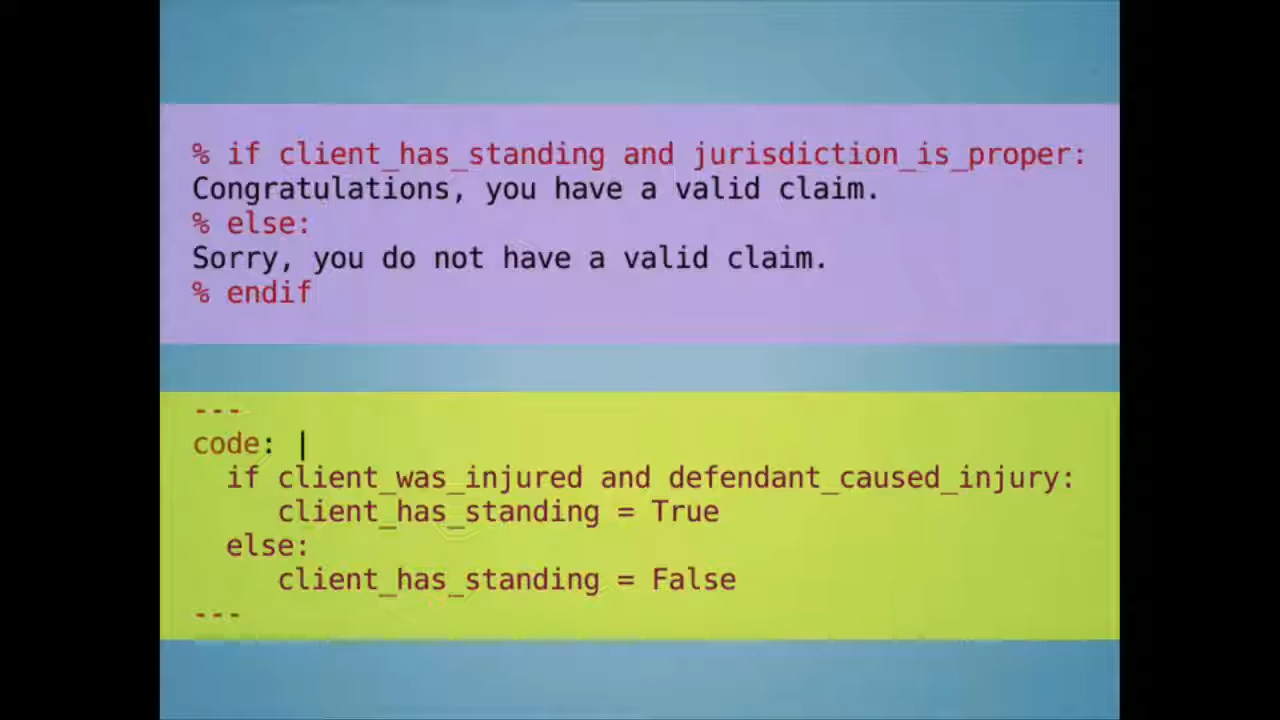 % if client_has_standing and jurisdiction_is_proper:
Congratulations, you have a valid claim.
% else:
Sorry, you do not have a valid claim.
% endif
---
code: |
  if client_was_injured and defendant_caused_injury:
     client_has_standing = True
  else:
     client_has_standing = False
---